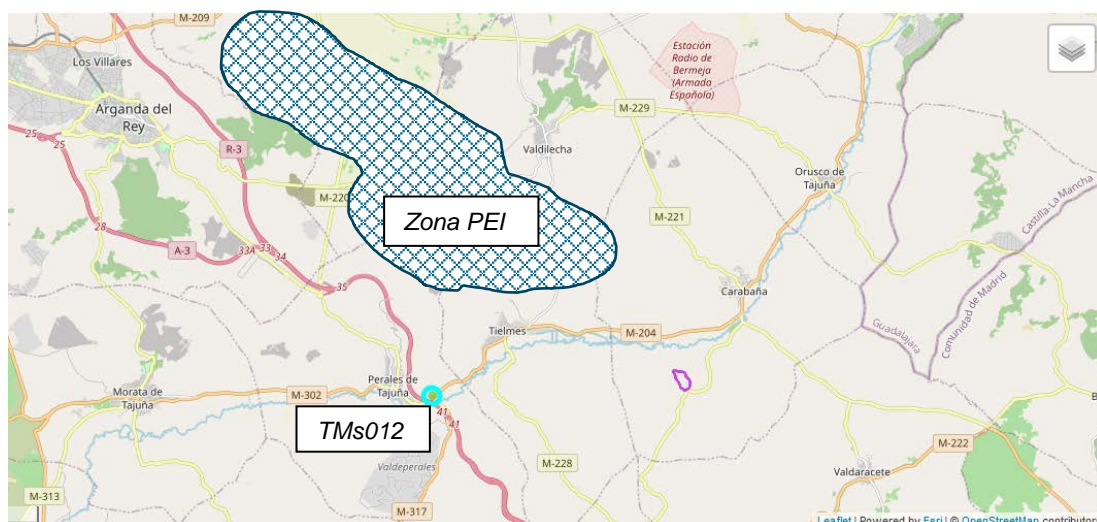 M-209
Los Villares
Arganda del
Rey
25
25
R-3
M-220
28
A-3
33A
33
34
35
Zona PEI
Valdilecha
Estación
Radio de
Bermeja
(Armada
Española)
M-229
M-221
Orusco de
Tajuña
Castilla-La Mancha
Comunidad de Madrid
Guadalajara
Carabaña
Tielmes
M-204
Perales de
Tajuña
M-302
Morata de
Tajuña
41
41
TMs012
Valdeperales
M-228
M-317
M-313
Valdaracete
M-222
B
Leaflet | Powered by Esri | © OpenStreetMap contributor